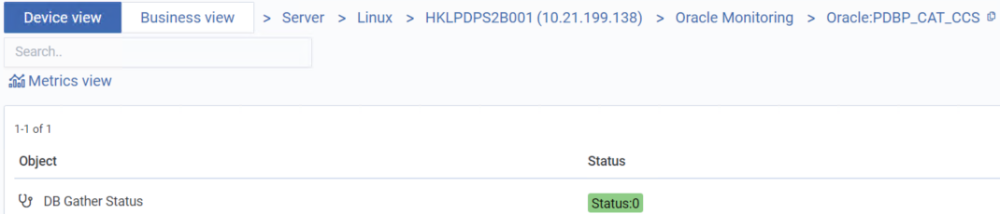 Device view Business view > Server > Linux > HKLPDPS2B001 (10.21.199.138) > Oracle Monitoring > Oracle:PDBP_CAT_CCS
Search..
Metrics view
1-1 of 1
Object Status
DB Gather Status Status:0